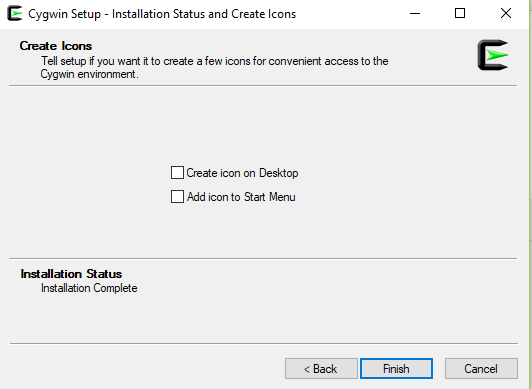 Cygwin Setup - Installation Status and Create Icons
Create Icons
Tell setup if you want it to create a few icons for convenient access to the
Cygwin environment.
Create icon on Desktop
Add icon to Start Menu
Installation Status
Installation Complete
< Back
Finish
Cancel